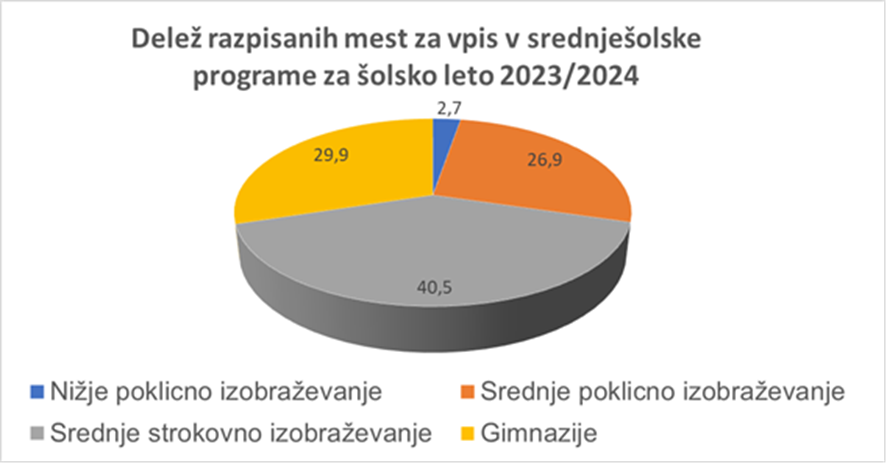 Delež razpisanih mest za vpis v srednješolske
programe za šolsko leto 2023/2024
2,7
29,9
26,9
40,5
Nižje poklicno izobraževanje
Srednje poklicno izobraževanje
Srednje strokovno izobraževanje
Gimnazije